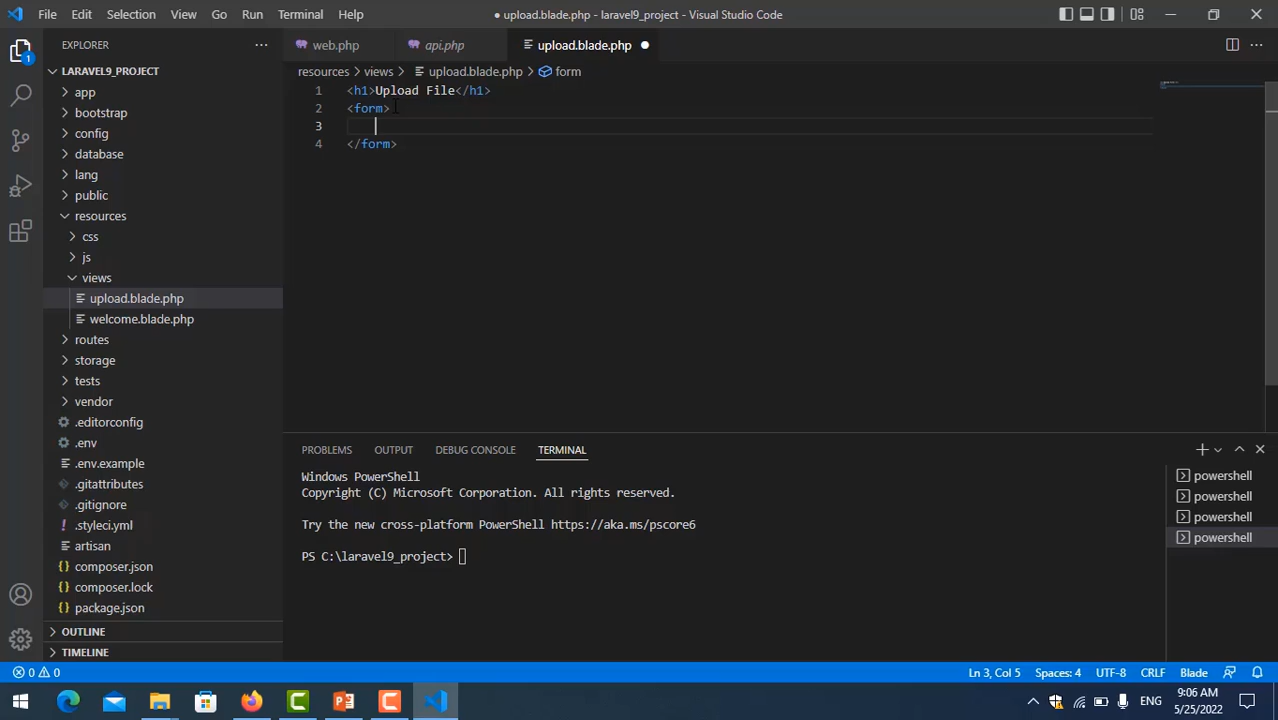 File Edit Selection View Go Run Terminal Help
● upload.blade.php - laravel9_project - Visual Studio Code
EXPLORER
web.php
api.php
upload.blade.php
LARAVEL9_PROJECT
resources > views > upload.blade.php > form
app
bootstrap
config
database
lang
public
resources
css
js
views
upload.blade.php
welcome.blade.php
routes
storage
tests
vendor
.editorconfig
.env
.env.example
.gitattributes
.gitignore
.styleci.yml
artisan
composer.json
composer.lock
package.json
OUTLINE
TIMELINE
1 <h1>Upload File</h1>
2 <form>
3
4 </form>
PROBLEMS OUTPUT DEBUG CONSOLE TERMINAL
Windows PowerShell
Copyright (C) Microsoft Corporation. All rights reserved.
Try the new cross-platform PowerShell https://aka.ms/pscore6
PS C:\laravel9_project>
powershell
powershell
powershell
powershell
1
0 0
Ln 3, Col 5 Spaces: 4 UTF-8 CRLF Blade
ENG
9:06 AM
5/25/2022